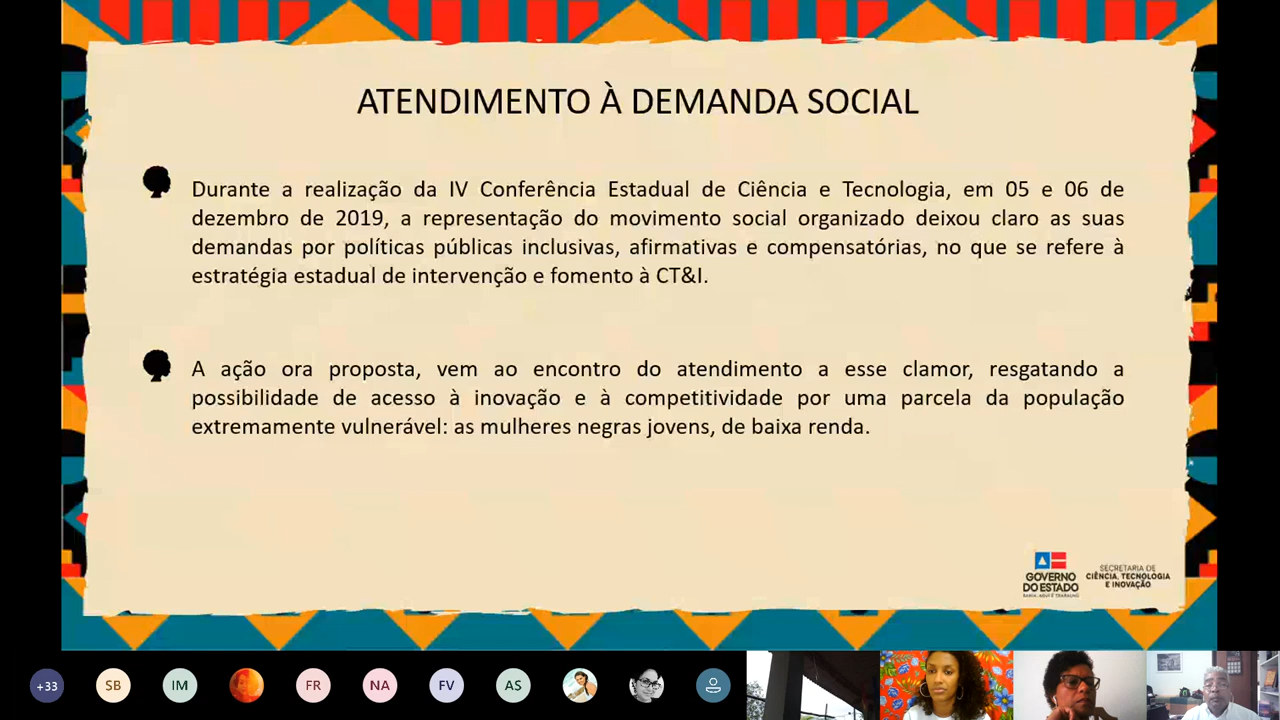 ATENDIMENTO À DEMANDA SOCIAL
Durante a realização da IV Conferência Estadual de Ciência e Tecnologia, em 05 e 06 de
dezembro de 2019, a representação do movimento social organizado deixou claro as suas
demandas por políticas públicas inclusivas, afirmativas e compensatórias, no que se refere à
estratégia estadual de intervenção e fomento à CT&I.
A ação ora proposta, vem ao encontro do atendimento a esse clamor, resgatando a
possibilidade de acesso à inovação e à competitividade por uma parcela da população
extremamente vulnerável: as mulheres negras jovens, de baixa renda.
GOVERNO
DO ESTADO
BAHIA. AQUI É TRABALHO
SECRETARIA DE
CIÊNCIA, TECNOLOGIA
E INOVAÇÃO
+33
SB
IM
FR
NA
FV
AS